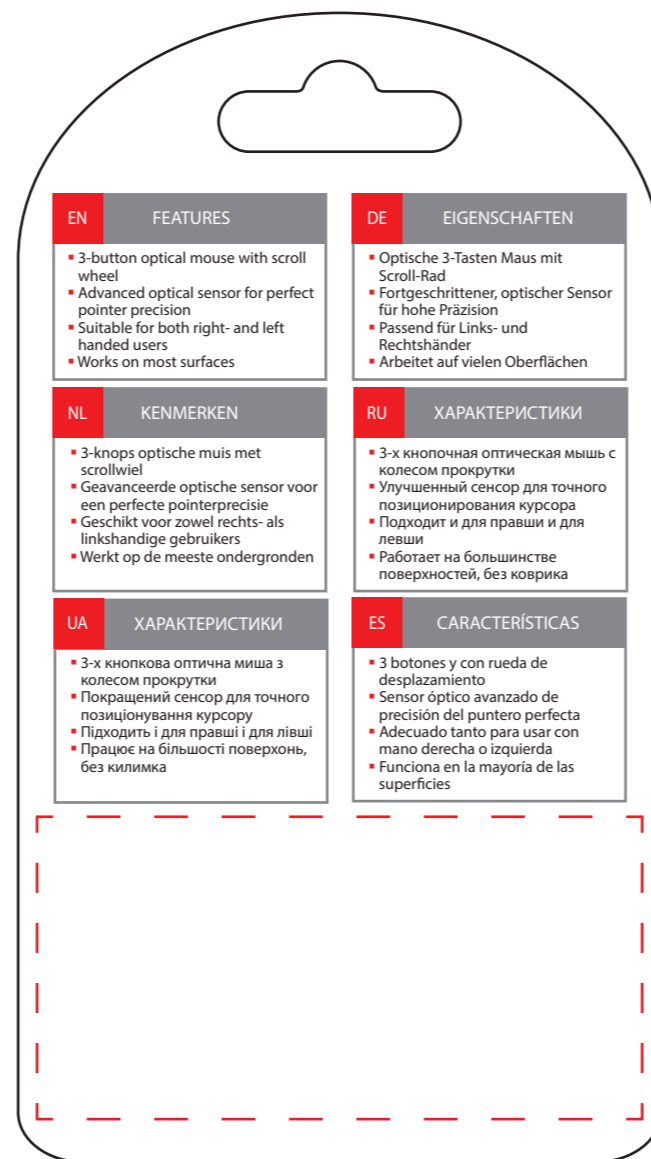 EN FEATURES
▪ 3-button optical mouse with scroll
wheel
▪ Advanced optical sensor for perfect
pointer precision
▪ Suitable for both right- and left
handed users
▪ Works on most surfaces
DE EIGENSCHAFTEN
▪ Optische 3-Tasten Maus mit
Scroll-Rad
▪ Fortgeschrittener, optischer Sensor
für hohe Präzision
▪ Passend für Links- und
Rechtshänder
▪ Arbeitet auf vielen Oberflächen
NL KENMERKEN
▪ 3-knops optische muis met
scrollwiel
▪ Geavanceerde optische sensor voor
een perfecte pointerprecisie
▪ Geschikt voor zowel rechts- als
linkshandige gebruikers
▪ Werkt op de meeste ondergronden
RU ХАРАКТЕРИСТИКИ
▪ 3-х кнопочная оптическая мышь с
колесом прокрутки
▪ Улучшенный сенсор для точного
позиционирования курсора
▪ Подходит и для правши и для
левши
▪ Работает на большинстве
поверхностей, без коврика
UA ХАРАКТЕРИСТИКИ
▪ 3-х кнопкова оптична миша з
колесом прокрутки
▪ Покращений сенсор для точного
позиціонування курсору
▪ Підходить і для правші і для лівші
▪ Працює на більшості поверхонь,
без килимка
ES CARACTERÍSTICAS
▪ 3 botones y con rueda de
desplazamiento
▪ Sensor óptico avanzado de
precisión del puntero perfecta
▪ Adecuado tanto para usar con
mano derecha o izquierda
▪ Funciona en la mayoría de las
superficies